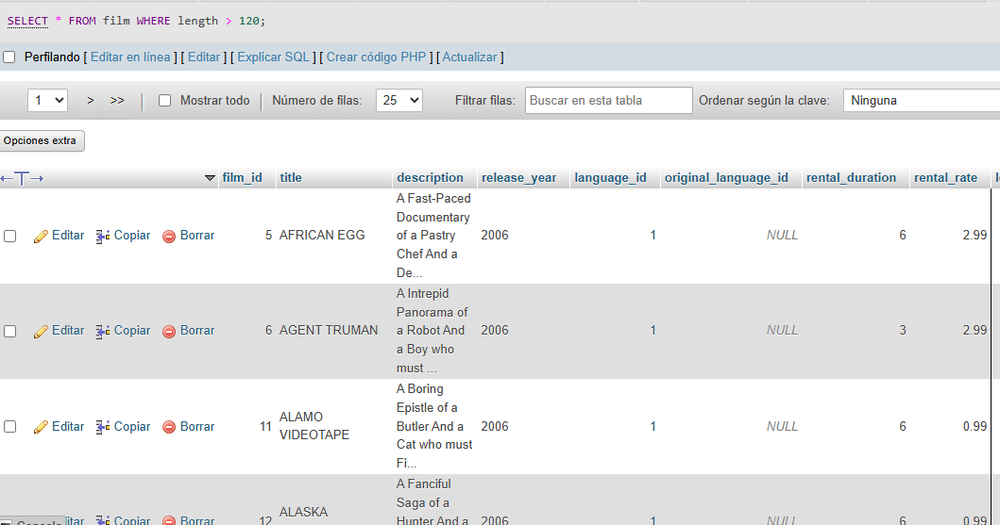 SELECT * FROM film WHERE length > 120;
Perfilando [ Editar en línea ] [ Editar ] [ Explicar SQL ] [ Crear código PHP ] [ Actualizar ]
1 > >> Mostrar todo Número de filas: 25 Filtrar filas: Buscar en esta tabla Ordenar según la clave: Ninguna
Opciones extra
←T→ film_id title description release_year language_id original_language_id rental_duration rental_rate
A Fast-Paced
Documentary
Editar Copiar Borrar 5 AFRICAN EGG of a Pastry 2006 1 NULL 6 2.99
Chef And a
De...
A Intrepid
Panorama of
Editar Copiar Borrar 6 AGENT TRUMAN a Robot And 2006 1 NULL 3 2.99
a Boy who
must ...
A Boring
Epistle of a
Editar Copiar Borrar 11 ALAMO VIDEOTAPE Butler And a 2006 1 NULL 6 0.99
Cat who must
Fi...
A Fanciful
Saga of a
ALASKA
Copiar Borrar 12 Hunter And a 2006 1 NULL 6 0.99